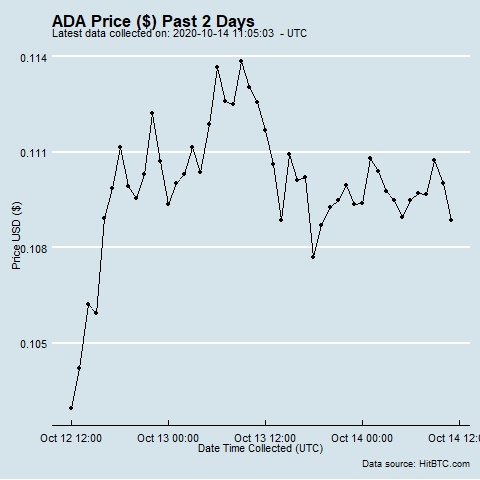 ADA Price ($) Past 2 Days
Latest data collected on: 2020-10-14 11:05:03 - UTC
0.114
0.111
0.108
0.105
Price USD ($)
Oct 12 12:00 Oct 13 00:00 Oct 13 12:00 Oct 14 00:00 Oct 14 12:
Date Time Collected (UTC)
Data source: HitBTC.com